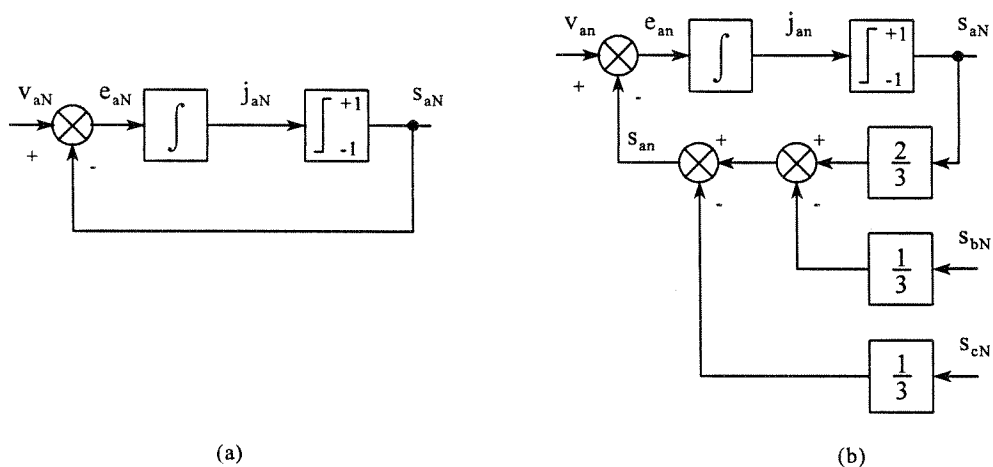 v_aN
+
-
e_aN
∫
j_aN
+1
-1
s_aN
(a)
v_an
+
-
e_an
∫
j_an
+1
-1
s_aN
s_an
+
-
+
-
2/3
1/3
s_bN
1/3
s_cN
(b)